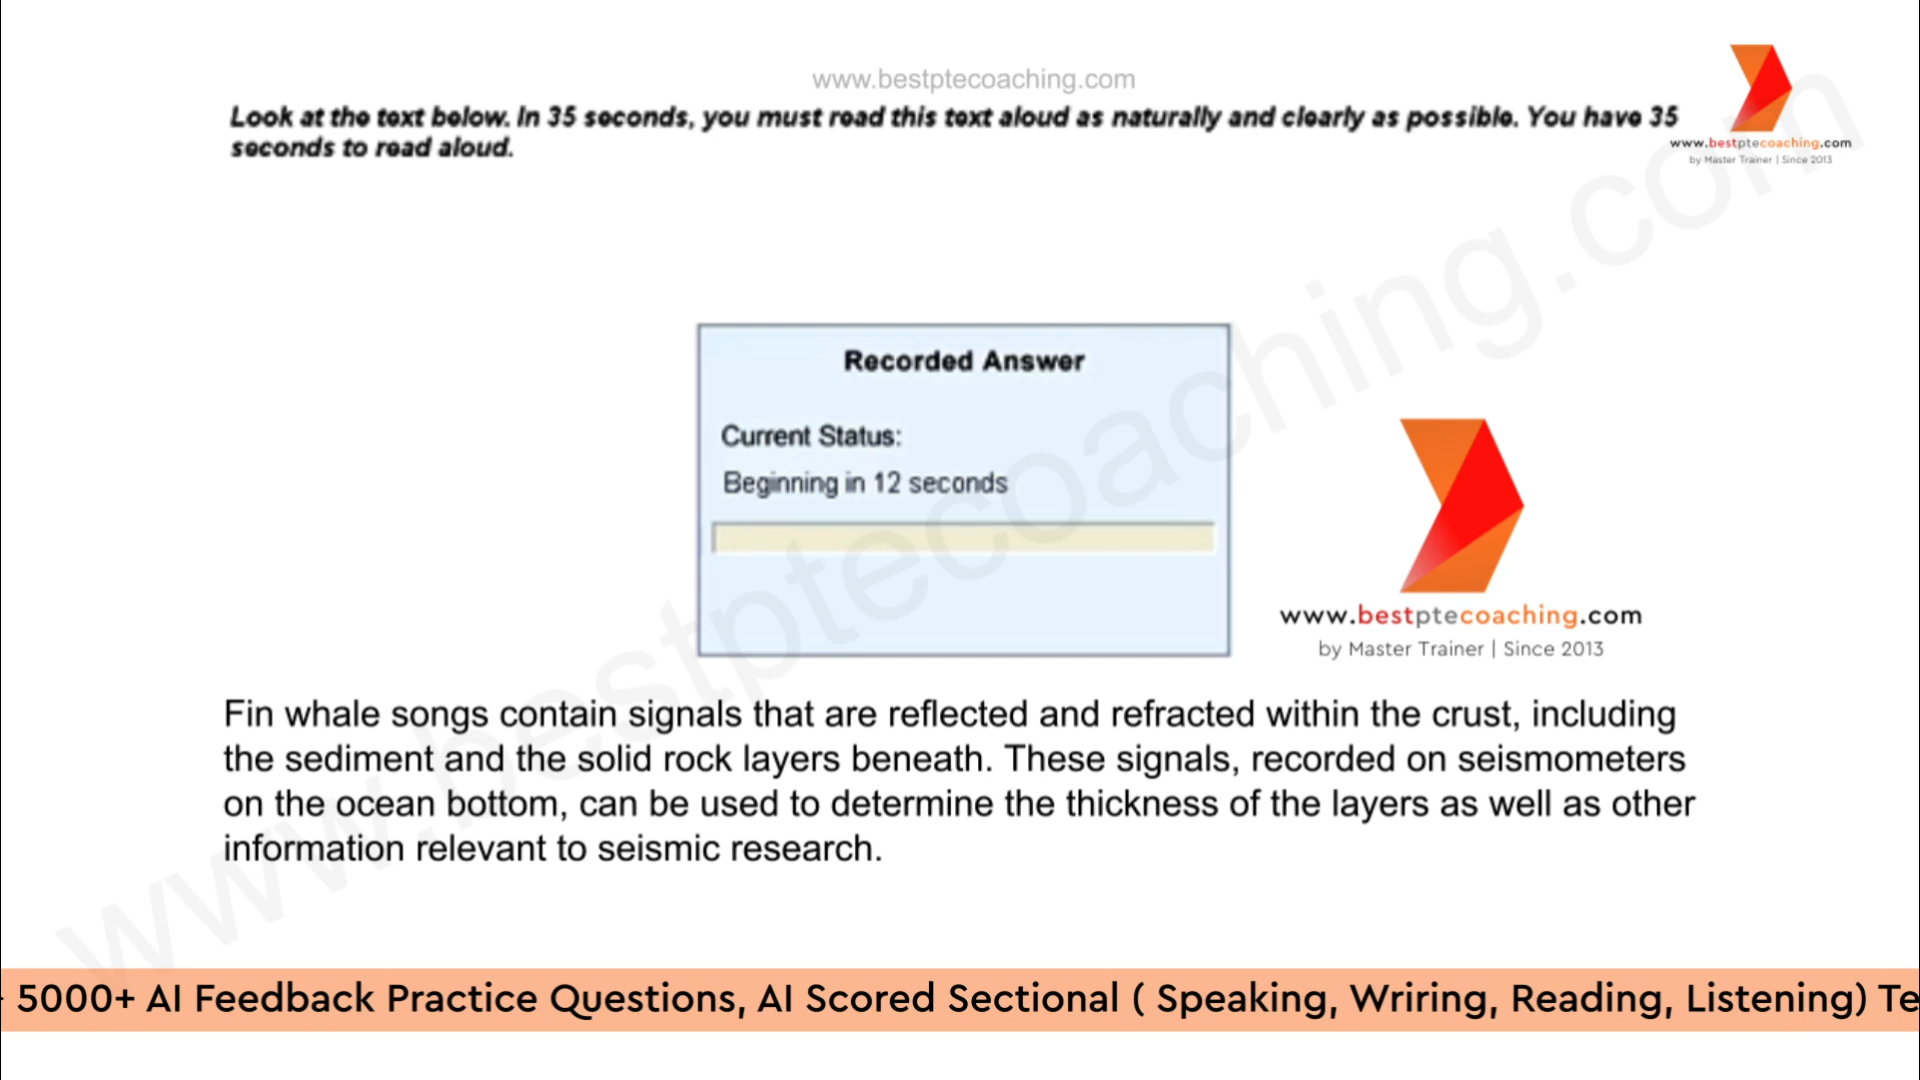 www.bestptecoaching.com
Look at the text below. In 35 seconds, you must read this text aloud as naturally and clearly as possible. You have 35
seconds to read aloud.
www.bestptecoaching.com
by Master Trainer | Since 2013
Recorded Answer
Current Status:
Beginning in 12 seconds
www.bestptecoaching.com
by Master Trainer | Since 2013
Fin whale songs contain signals that are reflected and refracted within the crust, including
the sediment and the solid rock layers beneath. These signals, recorded on seismometers
on the ocean bottom, can be used to determine the thickness of the layers as well as other
information relevant to seismic research.
www.bestptecoaching.com
5000+ AI Feedback Practice Questions, AI Scored Sectional ( Speaking, Wriring, Reading, Listening) Te